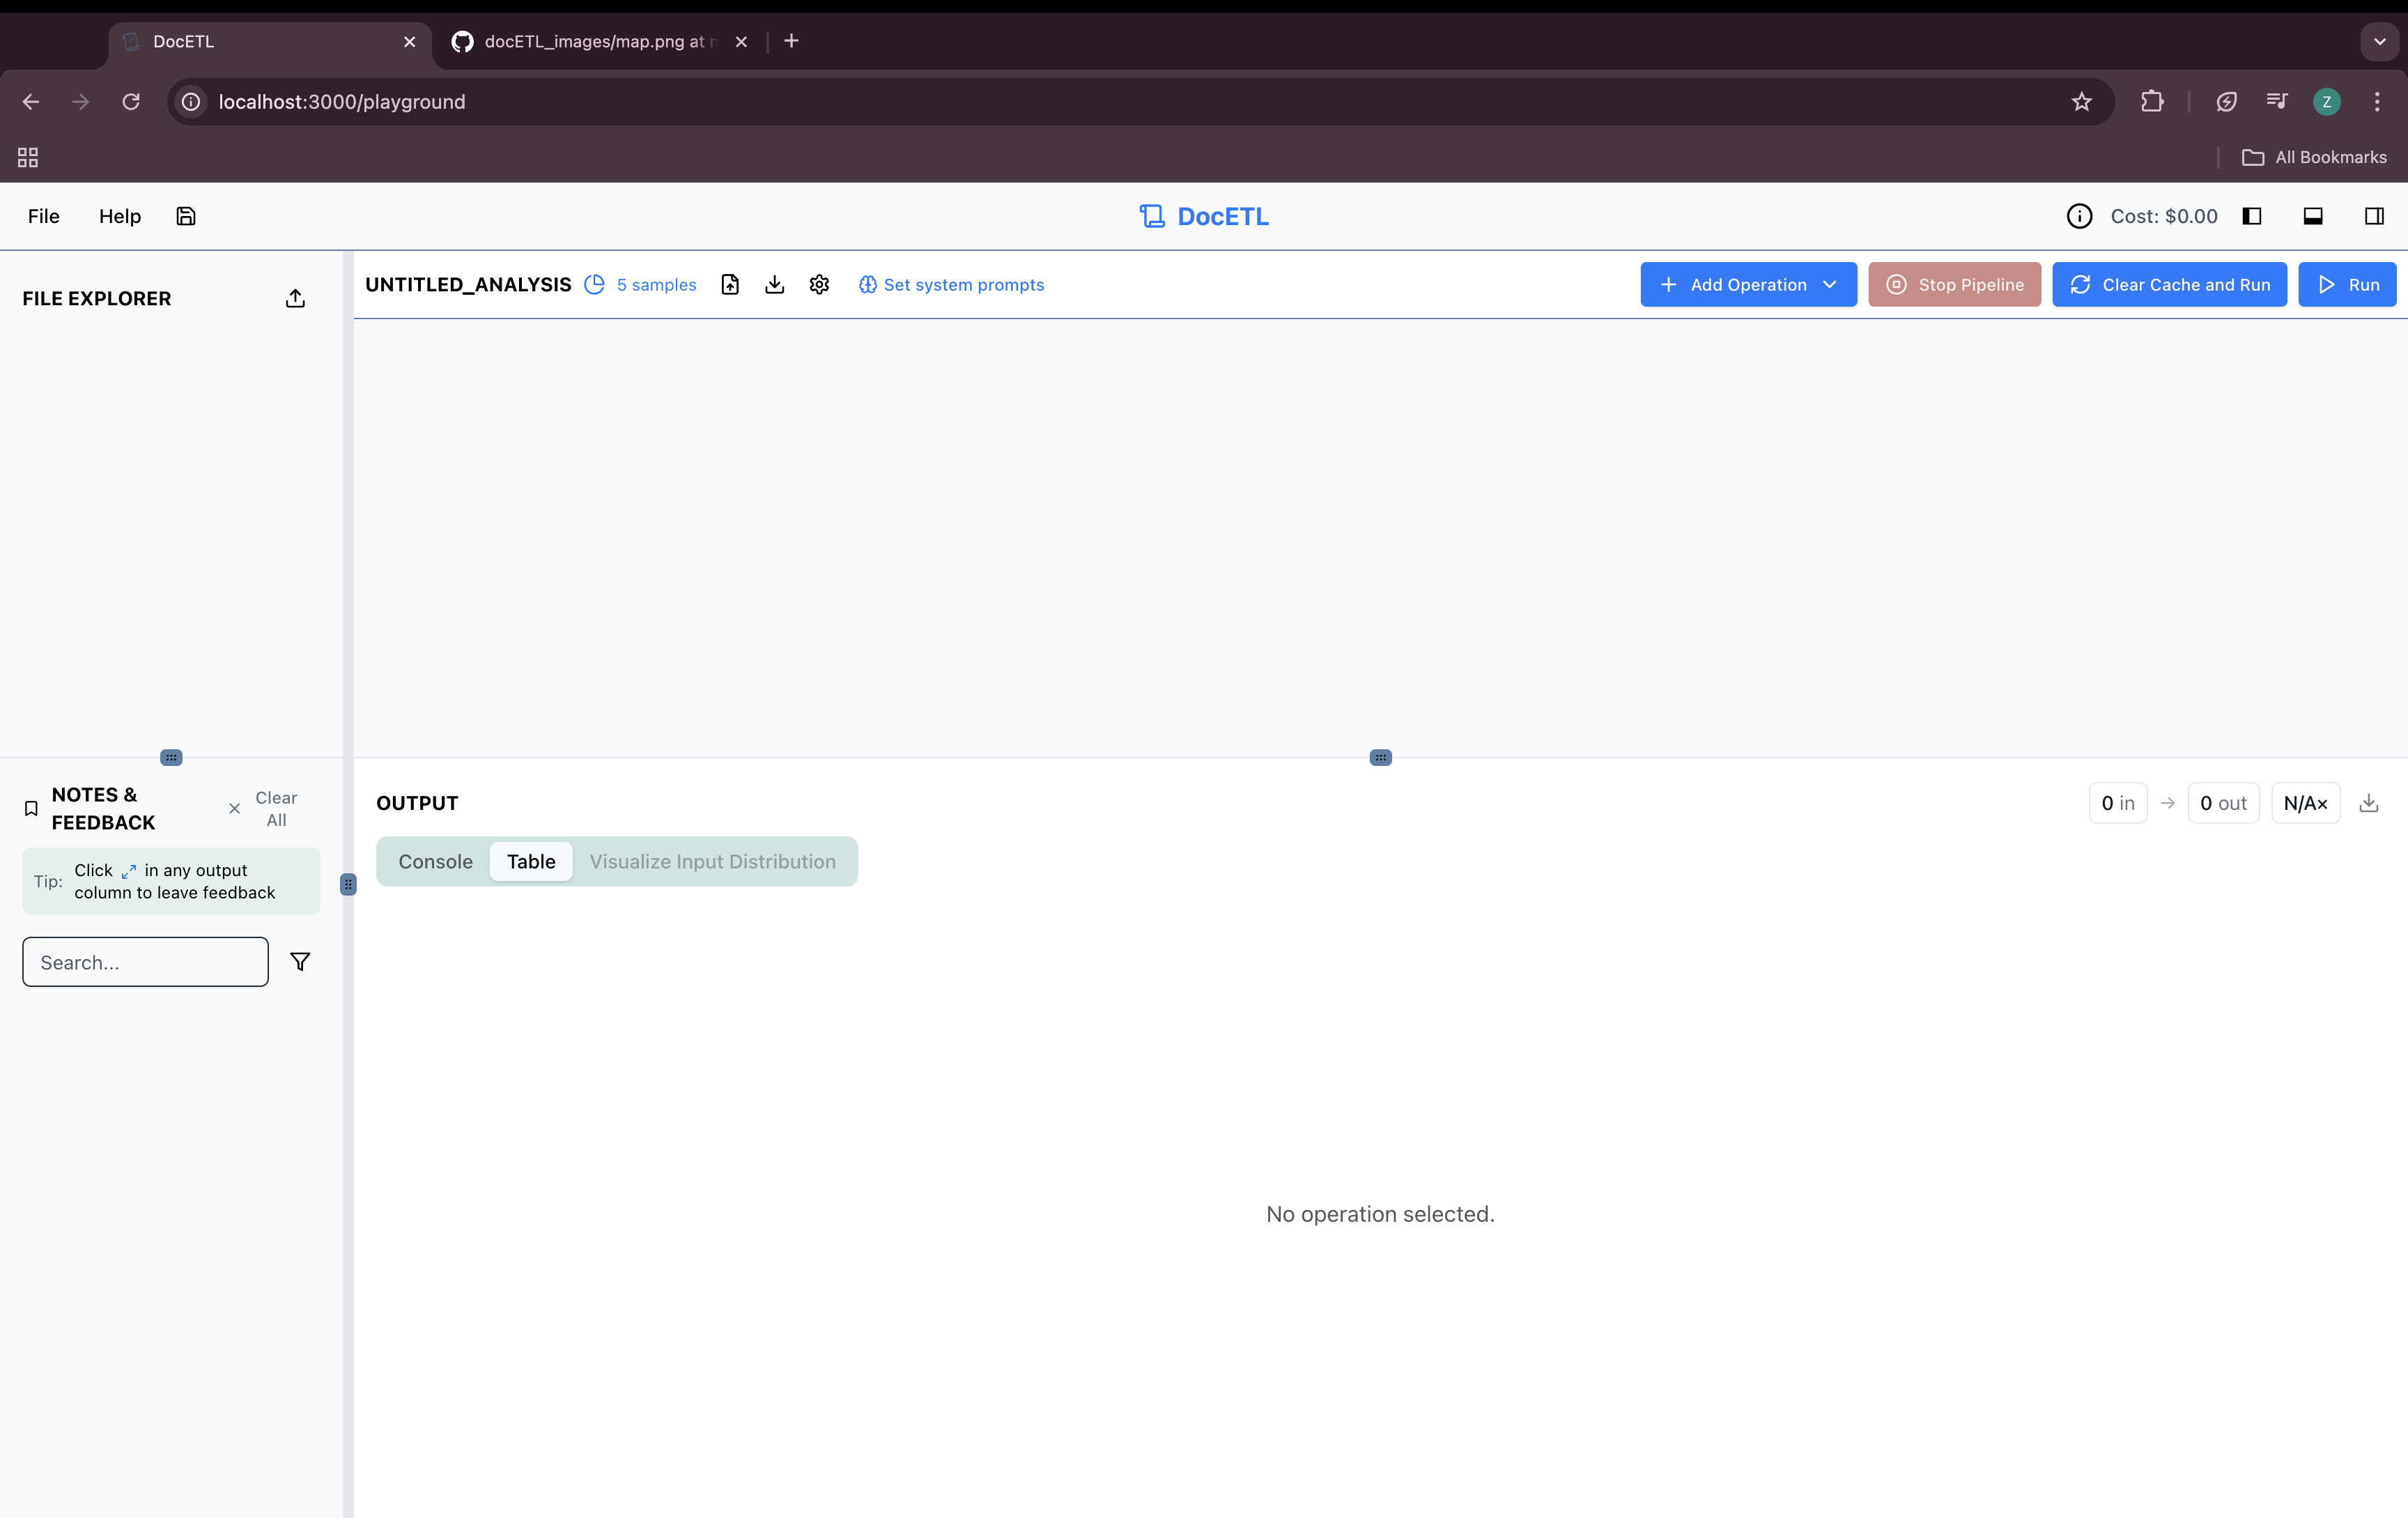 DocETL
docETL_images/map.png at
localhost:3000/playground
Z
All Bookmarks
File Help
DocETL
Cost: $0.00
FILE EXPLORER
UNTITLED_ANALYSIS 5 samples Set system prompts
Add Operation Stop Pipeline Clear Cache and Run Run
NOTES &
FEEDBACK
Clear
All
Tip: Click in any output
column to leave feedback
Search...
OUTPUT
0 in → 0 out N/A×
Console Table Visualize Input Distribution
No operation selected.